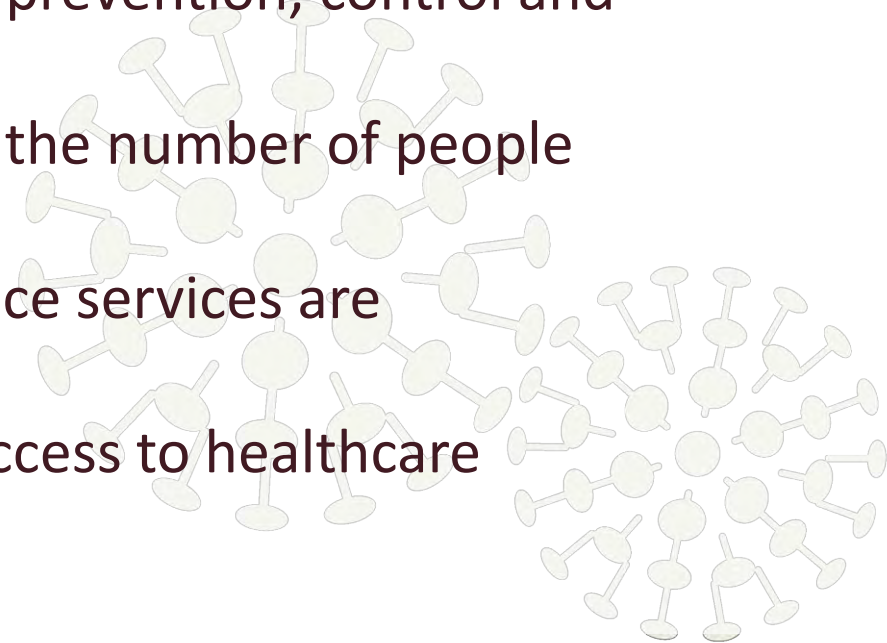 prevention, control and
the number of people
ce services are
ccess to healthcare